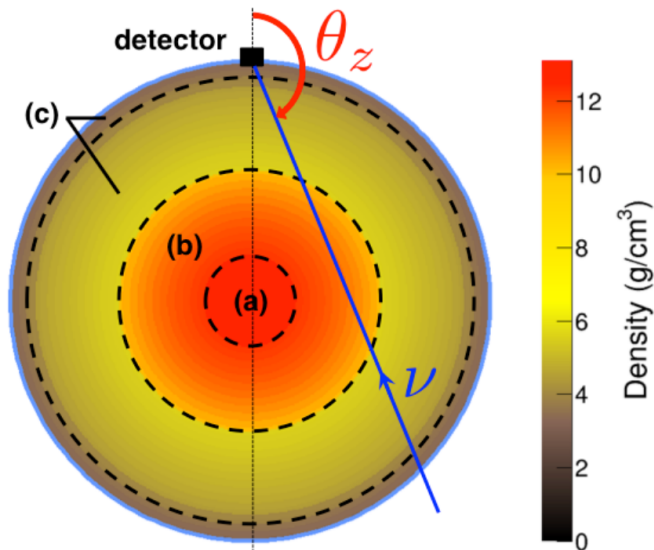 detector
θz
(c)
(b)
(a)
ν
12
10
8
6
4
2
0
Density (g/cm³)